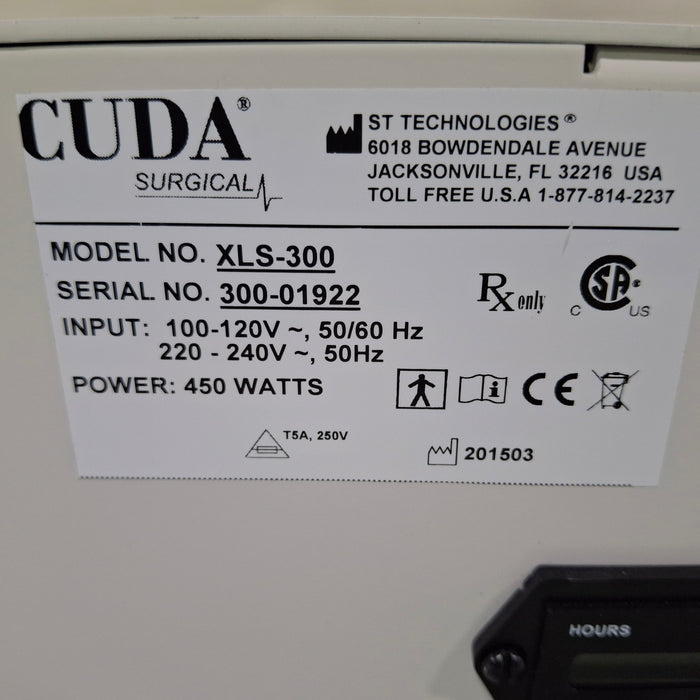 CUDA®
SURGICAL
ST TECHNOLOGIES ®
6018 BOWDENDALE AVENUE
JACKSONVILLE, FL 32216 USA
TOLL FREE U.S.A 1-877-814-2237
MODEL NO. XLS-300
SERIAL NO. 300-01922
INPUT: 100-120V ~, 50/60 Hz
220 - 240V ~, 50Hz
POWER: 450 WATTS
Rx only
C SA ® US
CE
T5A, 250V
201503
HOURS